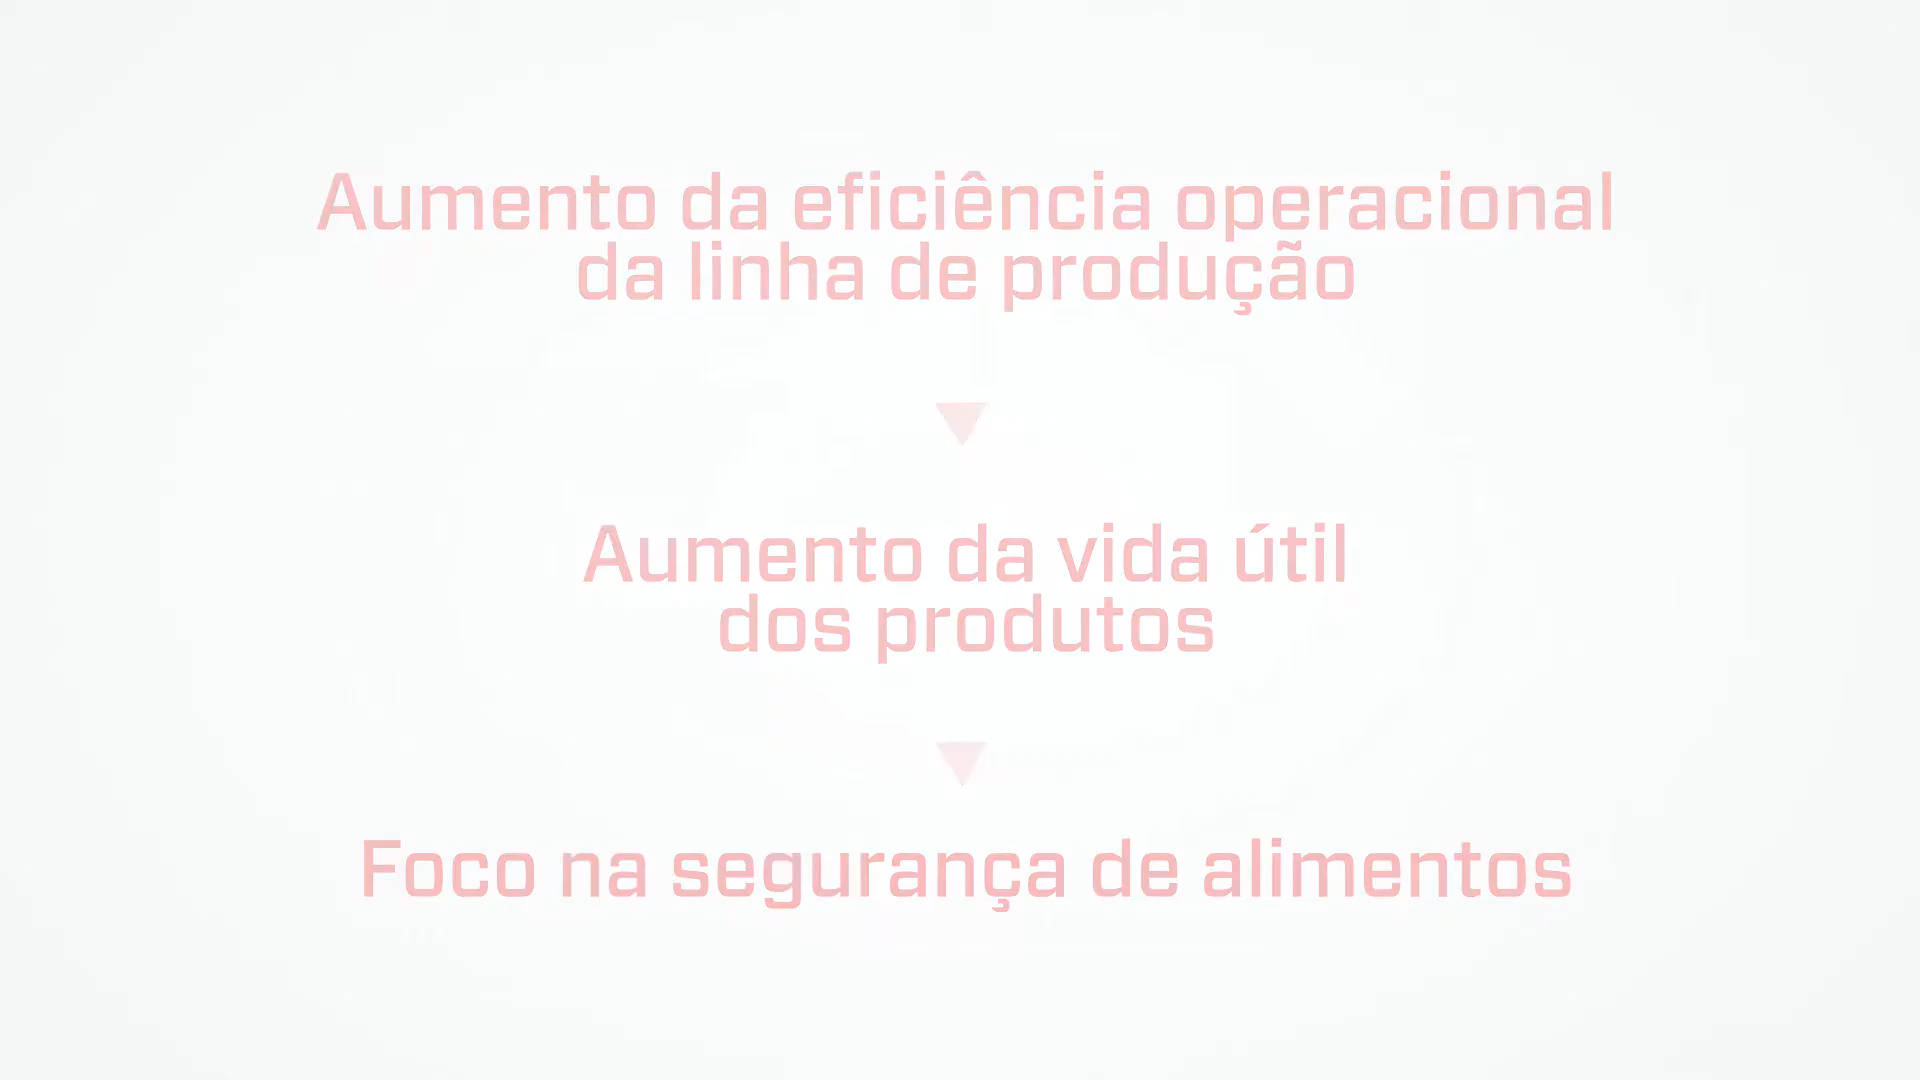 Aumento da eficiência operacional
da linha de produção
Aumento da vida útil
dos produtos
Foco na segurança de alimentos